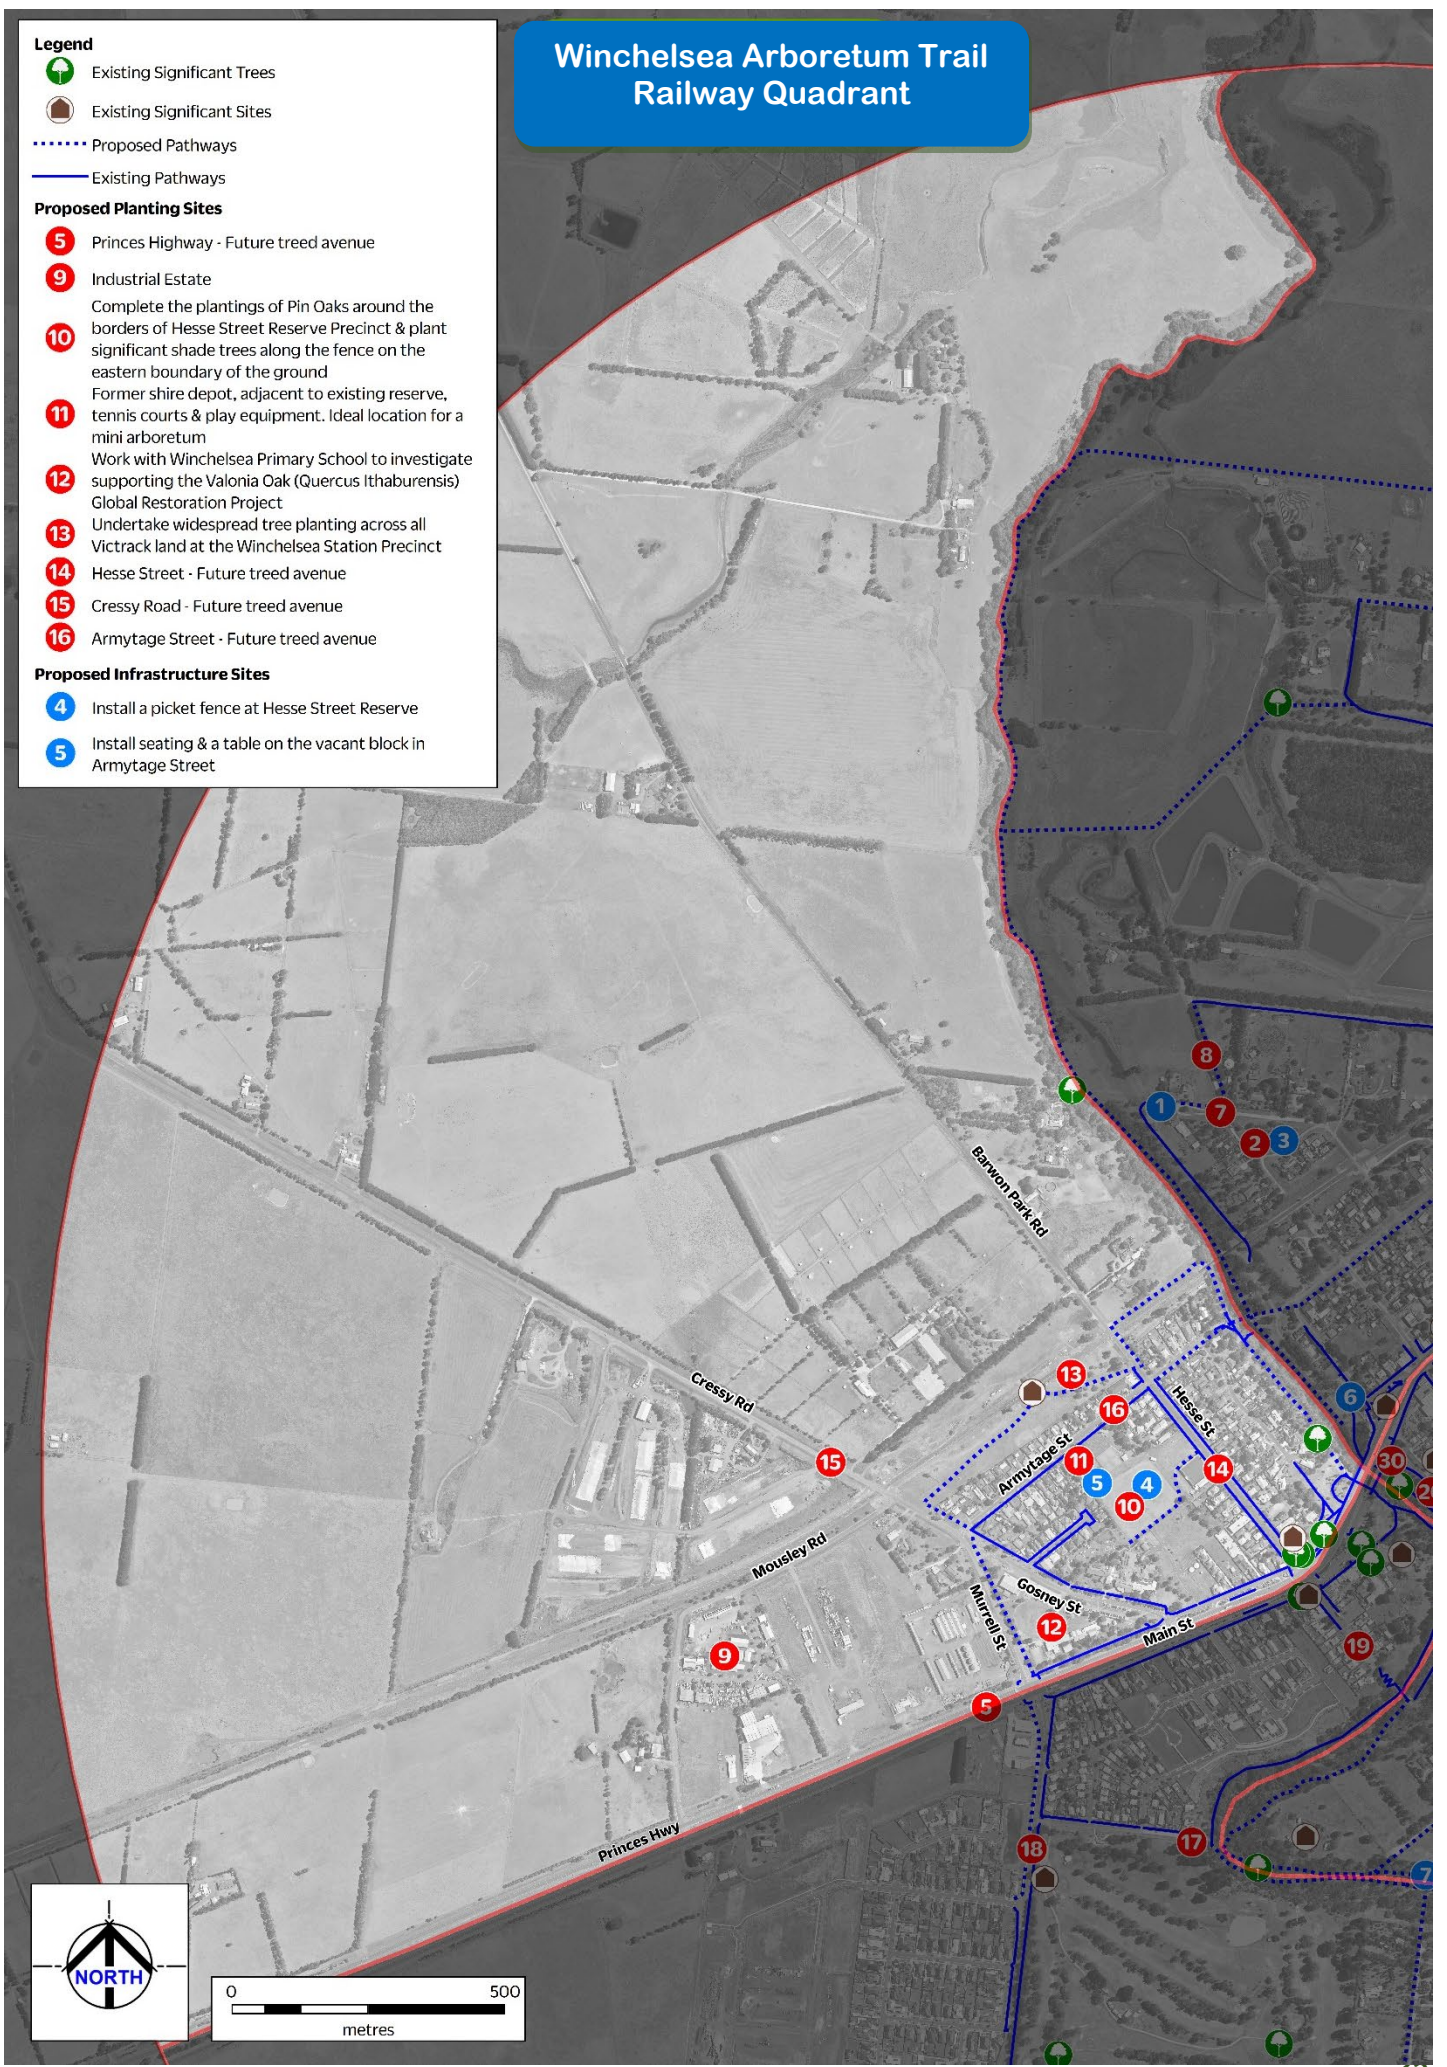 Winchelsea Arboretum Trail
Railway Quadrant
Legend
Existing Significant Trees
Existing Significant Sites
Proposed Pathways
Existing Pathways
Proposed Planting Sites
5 Princes Highway - Future treed avenue
9 Industrial Estate
Complete the plantings of Pin Oaks around the
borders of Hesse Street Reserve Precinct & plant
10
significant shade trees along the fence on the
eastern boundary of the ground
Former shire depot, adjacent to existing reserve,
11 tennis courts & play equipment. Ideal location for a
mini arboretum
Work with Winchelsea Primary School to investigate
12 supporting the Valonia Oak (Quercus Ithaburensis)
Global Restoration Project
13 Undertake widespread tree planting across all
Victrack land at the Winchelsea Station Precinct
14 Hesse Street - Future treed avenue
15 Cressy Road - Future treed avenue
16 Armytage Street - Future treed avenue
Proposed Infrastructure Sites
4 Install a picket fence at Hesse Street Reserve
5 Install seating & a table on the vacant block in
Armytage Street
8
1
7
2
3
Barwon Park Rd
13
Cressy Rd
Hesse St
6
16
Armytage St
15
11
14
30
5
4
10
Mousley Rd
Gosney St
Murrell St
12
Main St
9
19
5
Princes Hwy
18
17
7
NORTH
0 500
metres